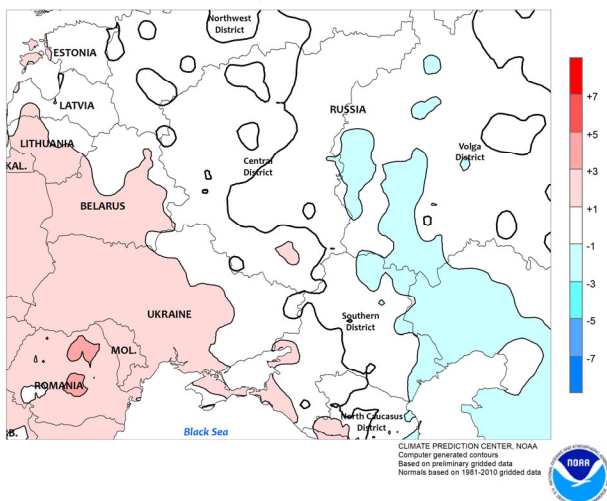 Northwest
District
ESTONIA
LATVIA
RUSSIA
LITHUANIA
KAL.
Central
District
Volga
District
BELARUS
UKRAINE
Southern
District
MOL.
ROMANIA
North Caucasus
District
B.
Black Sea
+7
+5
+3
+1
-1
-3
-5
-7
CLIMATE PREDICTION CENTER, NOAA
Computer generated contours
Based on preliminary gridded data
Normals based on 1981-2010 gridded data
NOAA